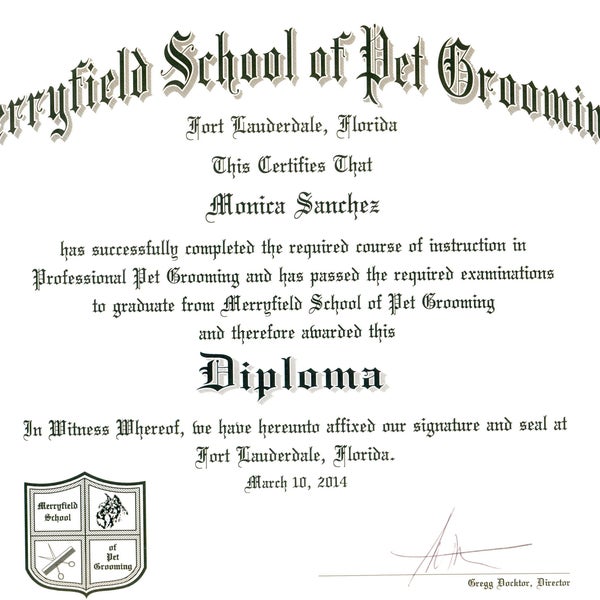 Merryfield School of Pet Grooming
Fort Lauderdale, Florida
This Certifies That
Monica Sanchez
has successfully completed the required course of instruction in
Professional Pet Grooming and has passed the required examinations
to graduate from Merryfield School of Pet Grooming
and therefore awarded this
Diploma
In Witness Whereof, we have hereunto affixed our signature and seal at
Fort Lauderdale, Florida.
March 10, 2014
Merryfield
School
of
Pet
Grooming
Gregg Docktor, Director